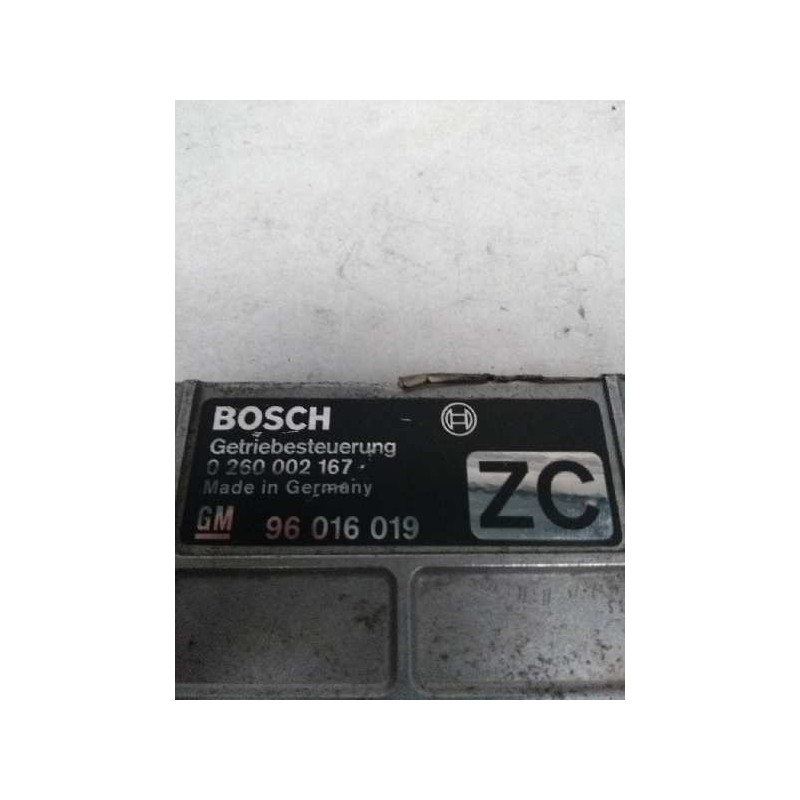 BOSCH
Getriebesteuerung
0 260 002 167
Made in Germany
ZC
GM 96 016 019